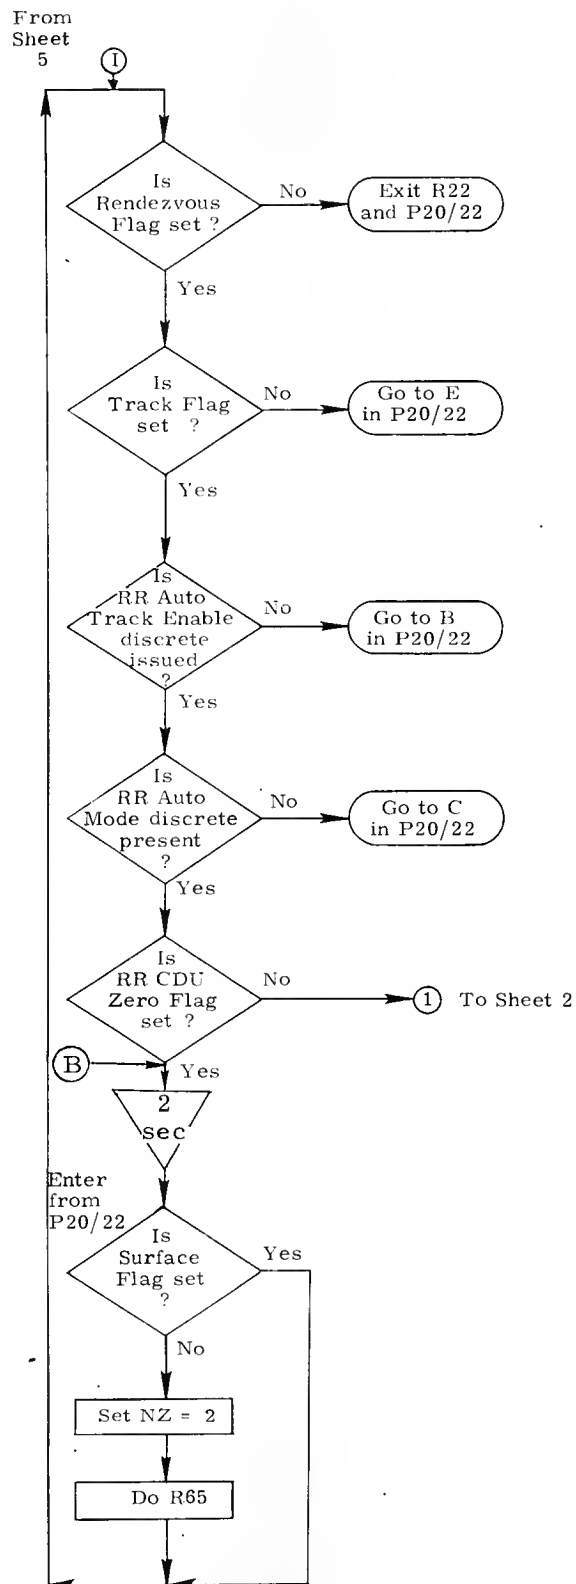 From
Sheet
5
I
Is
Rendezvous
Flag set ?
No
Exit R22
and P20/22
Yes
Is
Track Flag
set ?
No
Go to E
in P20/22
Yes
Is
RR Auto
Track Enable
discrete
issued
?
No
Go to B
in P20/22
Yes
Is
RR Auto
Mode discrete
present
?
No
Go to C
in P20/22
Yes
Is
RR CDU
Zero Flag
set ?
No
1 To Sheet 2
B
Yes
2
sec
Enter
from
P20/22
Is
Surface
Flag set
?
Yes
No
Set NZ = 2
Do R65